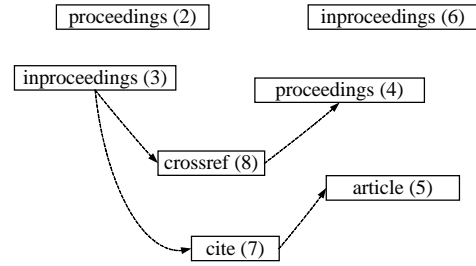 proceedings (2)
inproceedings (6)
inproceedings (3)
proceedings (4)
crossref (8)
article (5)
cite (7)